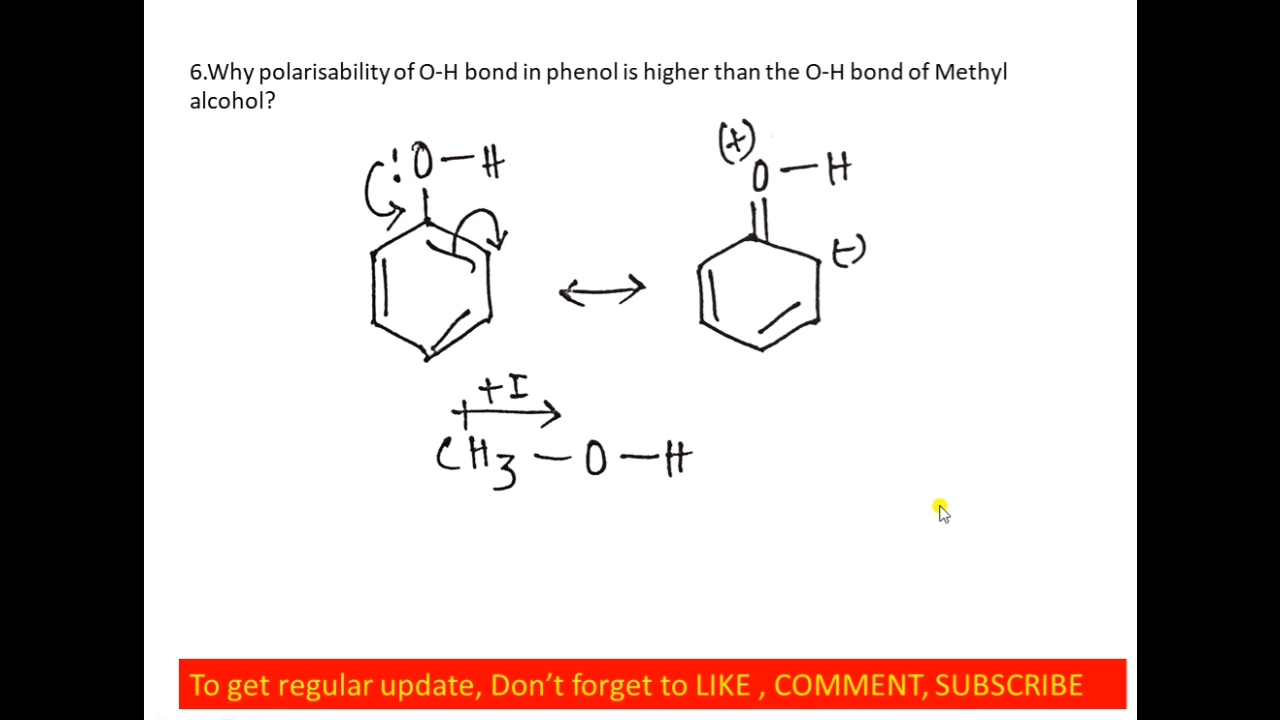 6.Why polarisability of O-H bond in phenol is higher than the O-H bond of Methyl
alcohol?
(+)
:O-H
O-H
(-)
+I
CH3-O-H
To get regular update, Don’t forget to LIKE , COMMENT, SUBSCRIBE